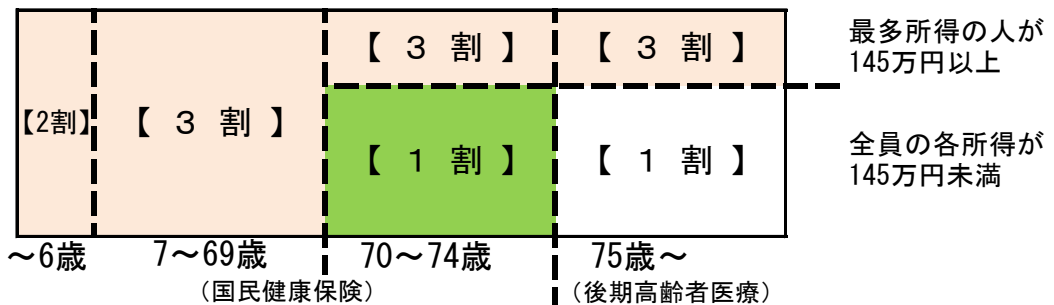 【 3 割 】
【 3 割 】
最多所得の人が
145万円以上
【2割】
【 3 割 】
【 1 割 】
【 1 割 】
全員の各所得が
145万円未満
～6歳
7～69歳
70～74歳
75歳～
（国民健康保険）
（後期高齢者医療）